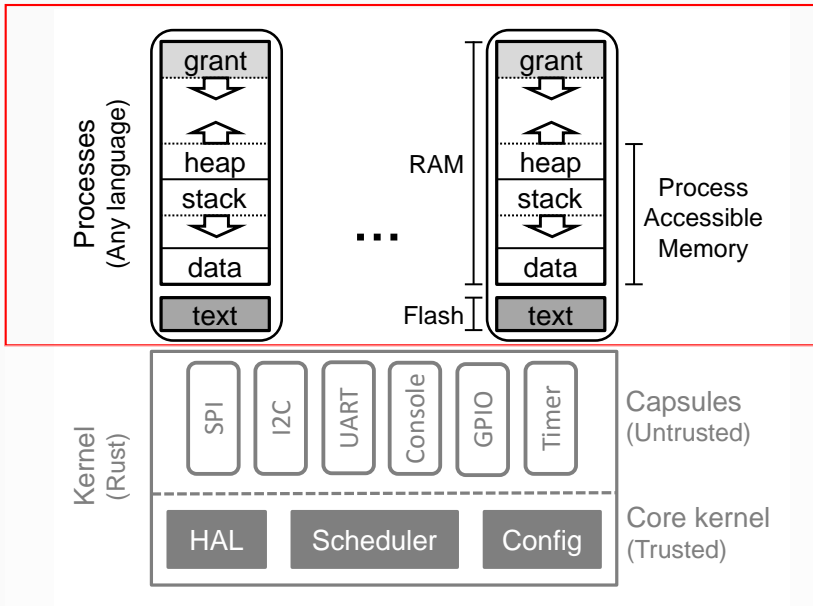 Processes
(Any language)
grant
heap
stack
data
text
...
RAM
Flash
grant
heap
stack
data
text
Process
Accessible
Memory
Kernel
(Rust)
SPI
I2C
UART
Console
GPIO
Timer
Capsules
(Untrusted)
HAL
Scheduler
Config
Core kernel
(Trusted)